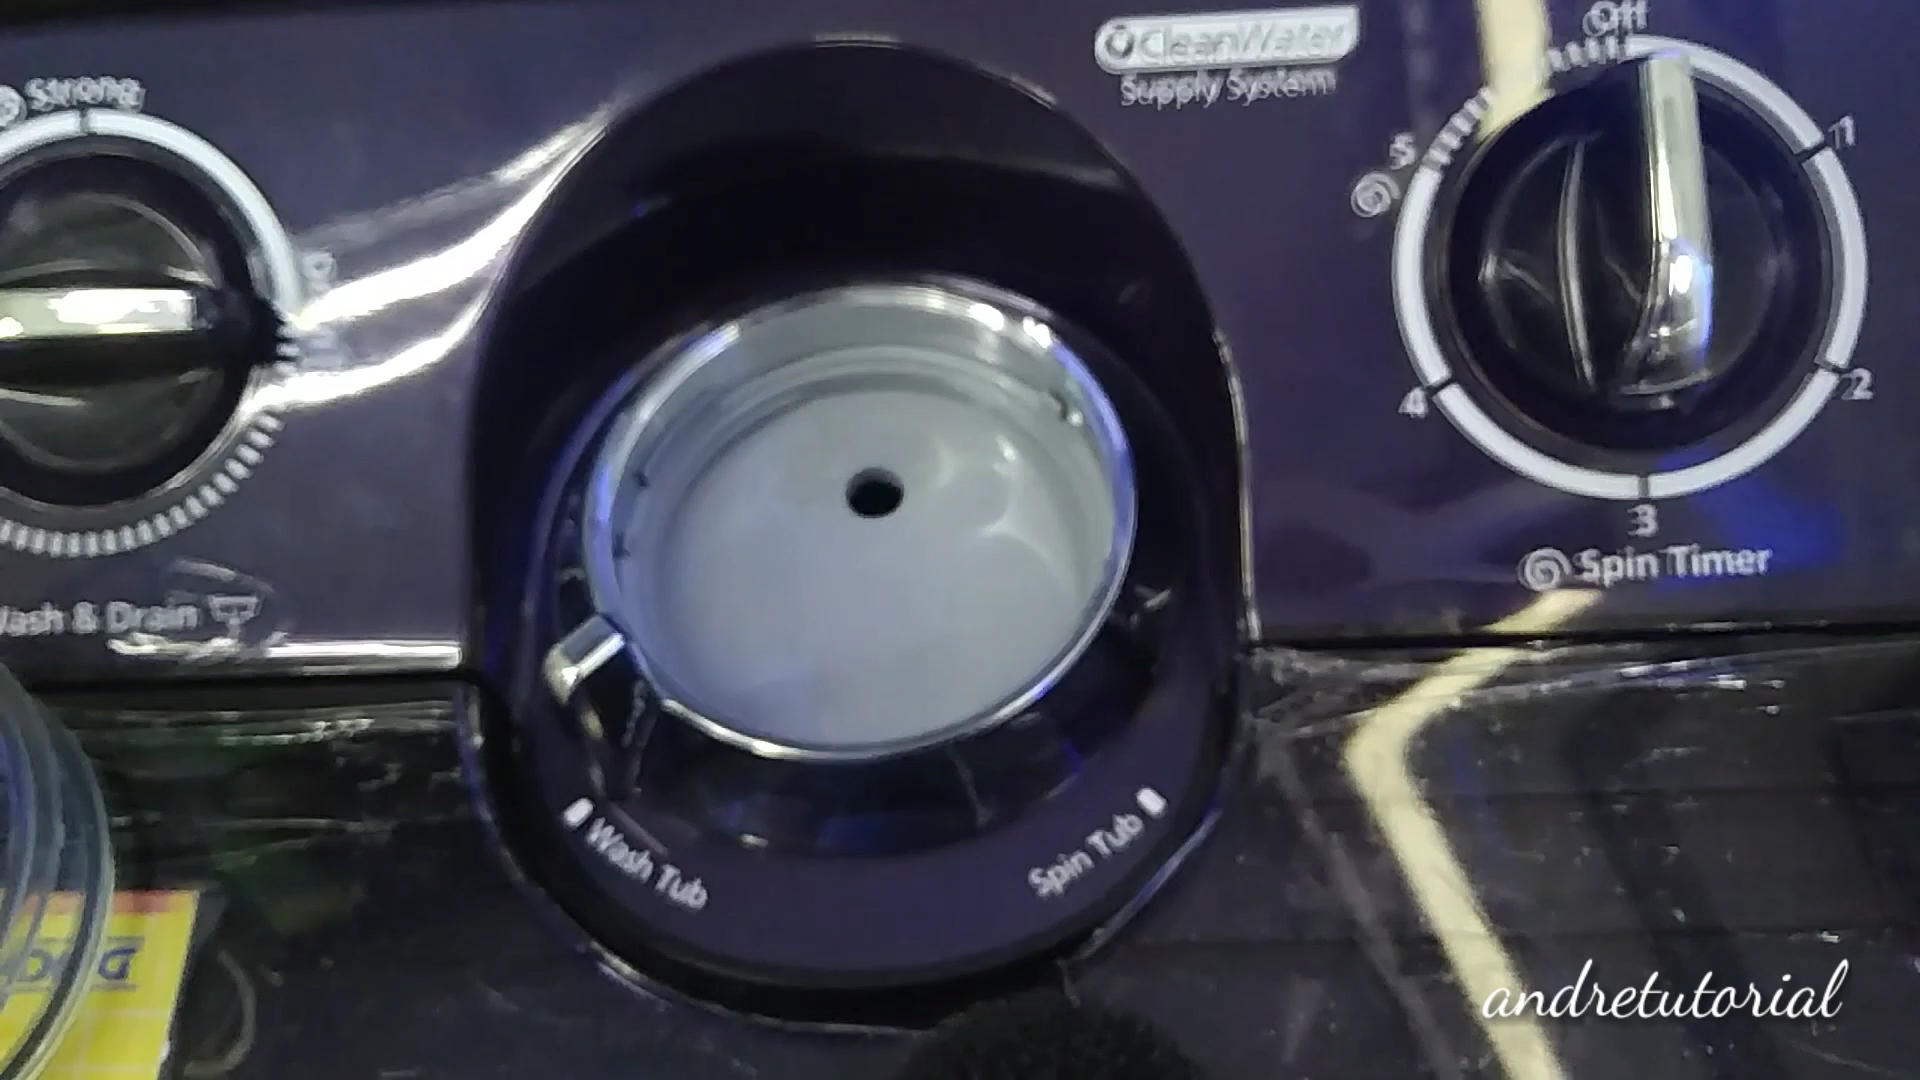 Off
CleanWater
Supply System
Strong
1
5
2
4
3
Spin Timer
Wash & Drain
Wash Tub
Spin Tub
andretutorial